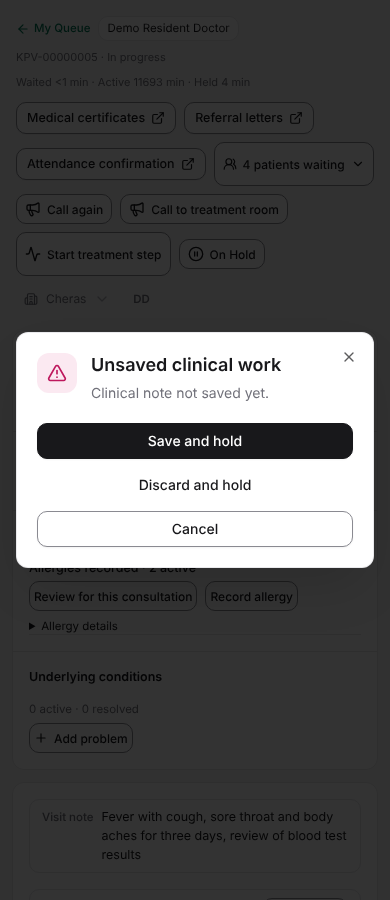 My Queue
Demo Resident Doctor
KPV-00000005 · In progress
Waited <1 min · Active 11693 min · Held 4 min
Medical certificates
Referral letters
Attendance confirmation
4 patients waiting
Call again
Call to treatment room
Start treatment step
On Hold
Cheras
DD
Unsaved clinical work
Clinical note not saved yet.
Save and hold
Discard and hold
Cancel
Allergies recorded · 2 active
Review for this consultation
Record allergy
Allergy details
Underlying conditions
0 active · 0 resolved
Add problem
Visit note
Fever with cough, sore throat and body
aches for three days, review of blood test
results